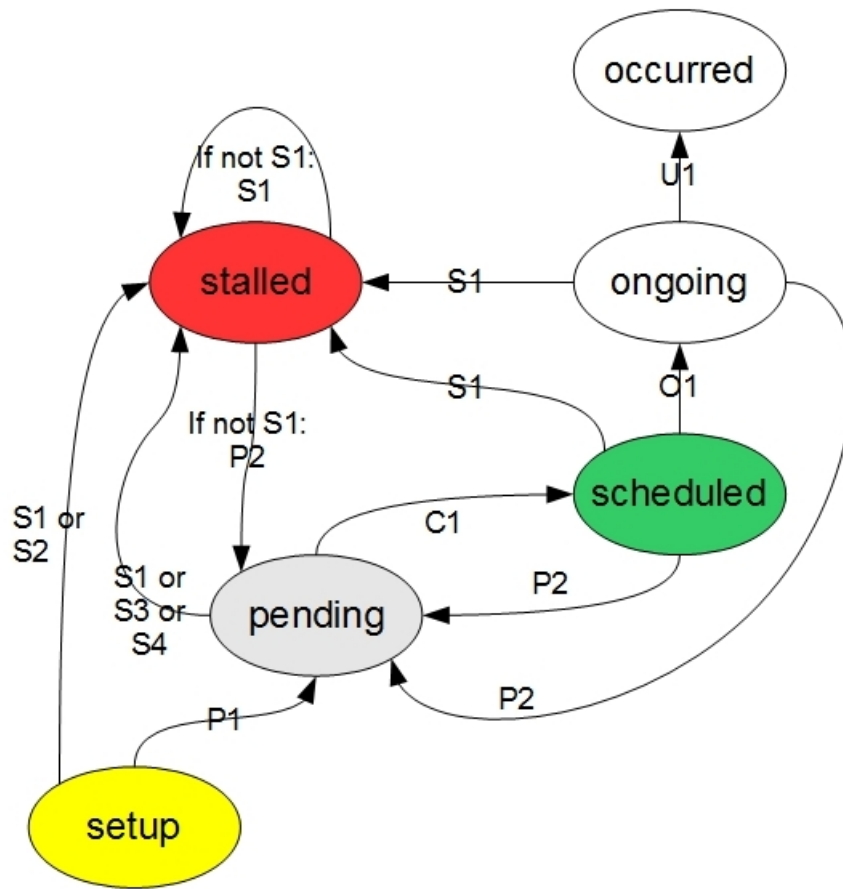 occurred
U1
If not S1:
S1
stalled
S1
ongoing
S1
O1
If not S1:
P2
scheduled
C1
S1 or
S2
S1 or
S3 or
S4
pending
P2
P2
P1
setup